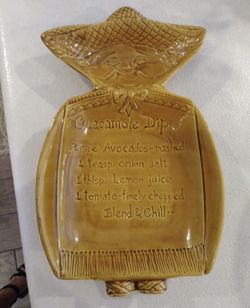 Guacamole Dip
2 ripe Avocados-mashed
1 teasp. onion salt
1 tblsp. Lemon juice
1 tomato-finely chopped
Blend & Chill..